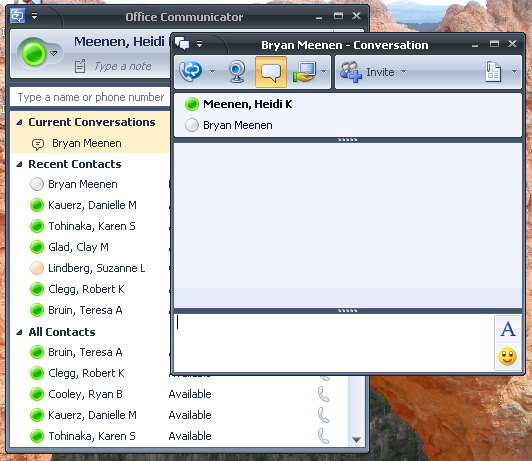 Office Communicator
Meenen, Heidi
Type a note
Type a name or phone number
Current Conversations
Bryan Meenen
Recent Contacts
Bryan Meenen
Kauerz, Danielle M
Tohinaka, Karen S
Glad, Clay M
Lindberg, Suzanne L
Clegg, Robert K
Bruin, Teresa A
All Contacts
Bruin, Teresa A
Clegg, Robert K
Cooley, Ryan B Available
Kauerz, Danielle M Available
Tohinaka, Karen S Available
Bryan Meenen - Conversation
Invite
Meenen, Heidi K
Bryan Meenen
A